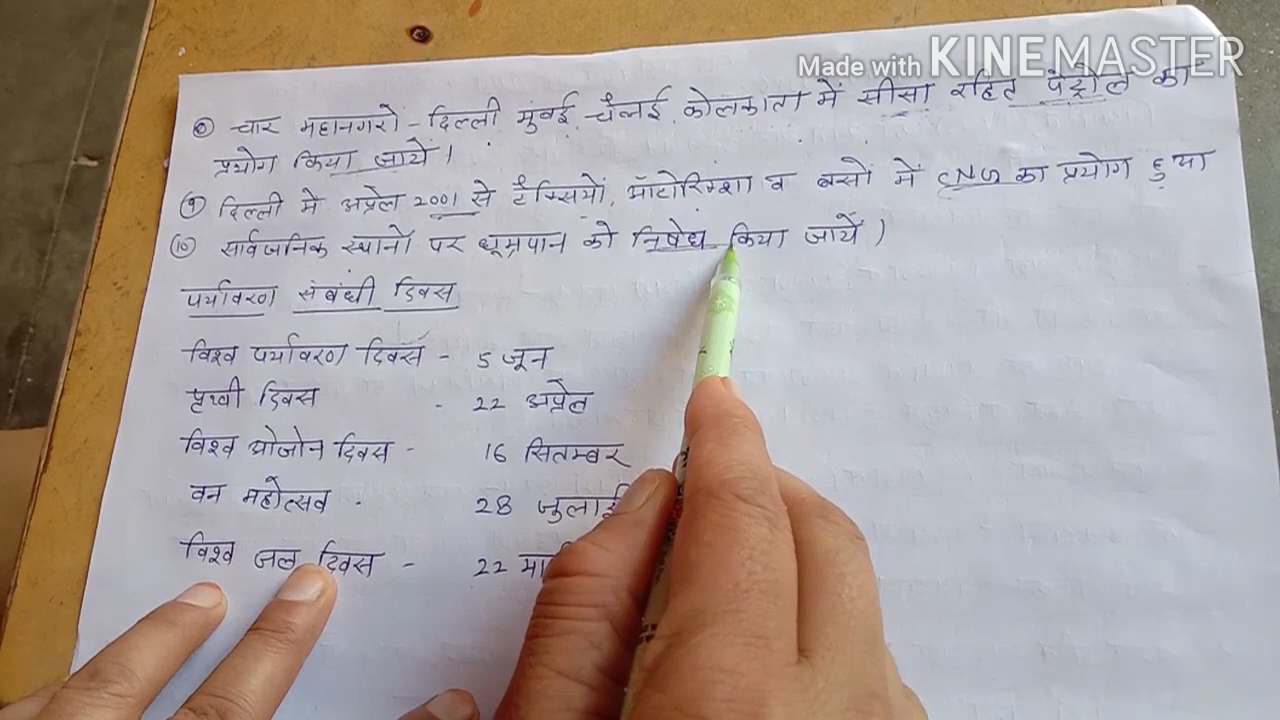 Made with KINEMASTER
⑧ चार महानगरों - दिल्ली, मुंबई, चैन्नई, कोलकाता में सीसा रहित पेट्रोल का
प्रयोग किया जायें।
⑨ दिल्ली में अप्रेल 2001 से टैक्सियों, ऑटोरिक्शा व बसों में CNG का प्रयोग हुया
⑩ सार्वजनिक स्थानों पर धूम्रपान को निषेध किया जायें)
पर्यावरण संबंधी दिवस
विश्व पर्यावरण दिवस - 5 जून
पृथ्वी दिवस - 22 अप्रेल
विश्व ओजोन दिवस - 16 सितम्बर
वन महोत्सव - 28 जुलाई
विश्व जल दिवस - 22